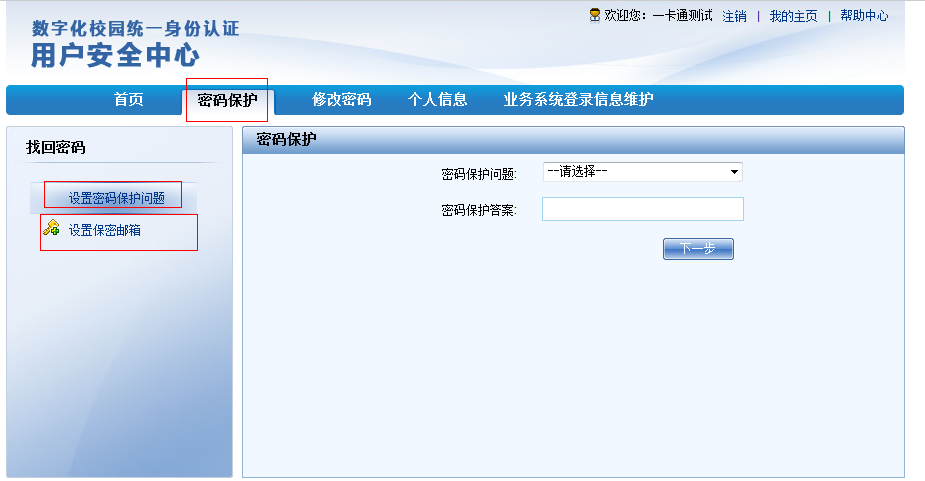 数字化校园统一身份认证
用户安全中心
欢迎您：一卡通测试 注销 | 我的主页 | 帮助中心
首页 密码保护 修改密码 个人信息 业务系统登录信息维护
找回密码
设置密码保护问题
设置保密邮箱
密码保护
密码保护问题: --请选择--
密码保护答案:
下一步